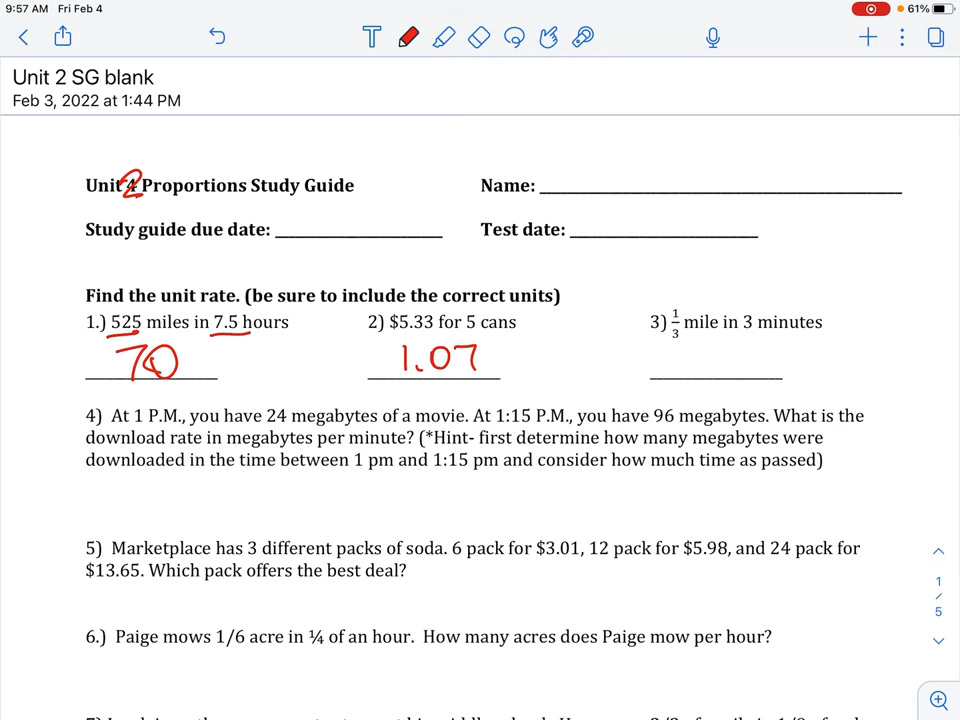 9:57 AM Fri Feb 4
61%
T
Unit 2 SG blank
Feb 3, 2022 at 1:44 PM
Unit 4 2 Proportions Study Guide Name: ____________
Study guide due date: ____________ Test date: ____________
Find the unit rate. (be sure to include the correct units)
1.) 525 miles in 7.5 hours 2) $5.33 for 5 cans 3) 1/3 mile in 3 minutes
70 1.07 ____________
4) At 1 P.M., you have 24 megabytes of a movie. At 1:15 P.M., you have 96 megabytes. What is the
download rate in megabytes per minute? (*Hint- first determine how many megabytes were
downloaded in the time between 1 pm and 1:15 pm and consider how much time as passed)
5) Marketplace has 3 different packs of soda. 6 pack for $3.01, 12 pack for $5.98, and 24 pack for
$13.65. Which pack offers the best deal?
6.) Paige mows 1/6 acre in ¼ of an hour. How many acres does Paige mow per hour?
1
/
5